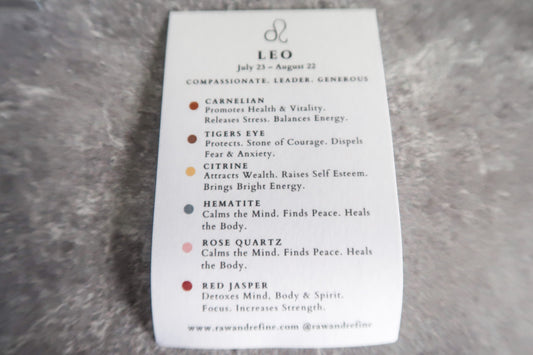 LEO
July 23 – August 22
COMPASSIONATE. LEADER. GENEROUS
CARNELIAN
Promotes Health & Vitality.
Releases Stress. Balances Energy.
TIGERS EYE
Protects. Stone of Courage. Dispels
Fear & Anxiety.
CITRINE
Attracts Wealth. Raises Self Esteem.
Brings Bright Energy.
HEMATITE
Calms the Mind. Finds Peace. Heals
the Body.
ROSE QUARTZ
Calms the Mind. Finds Peace. Heals
the Body.
RED JASPER
Detoxes Mind, Body & Spirit.
Focus. Increases Strength.
www.rawandrefine.com @rawandrefine